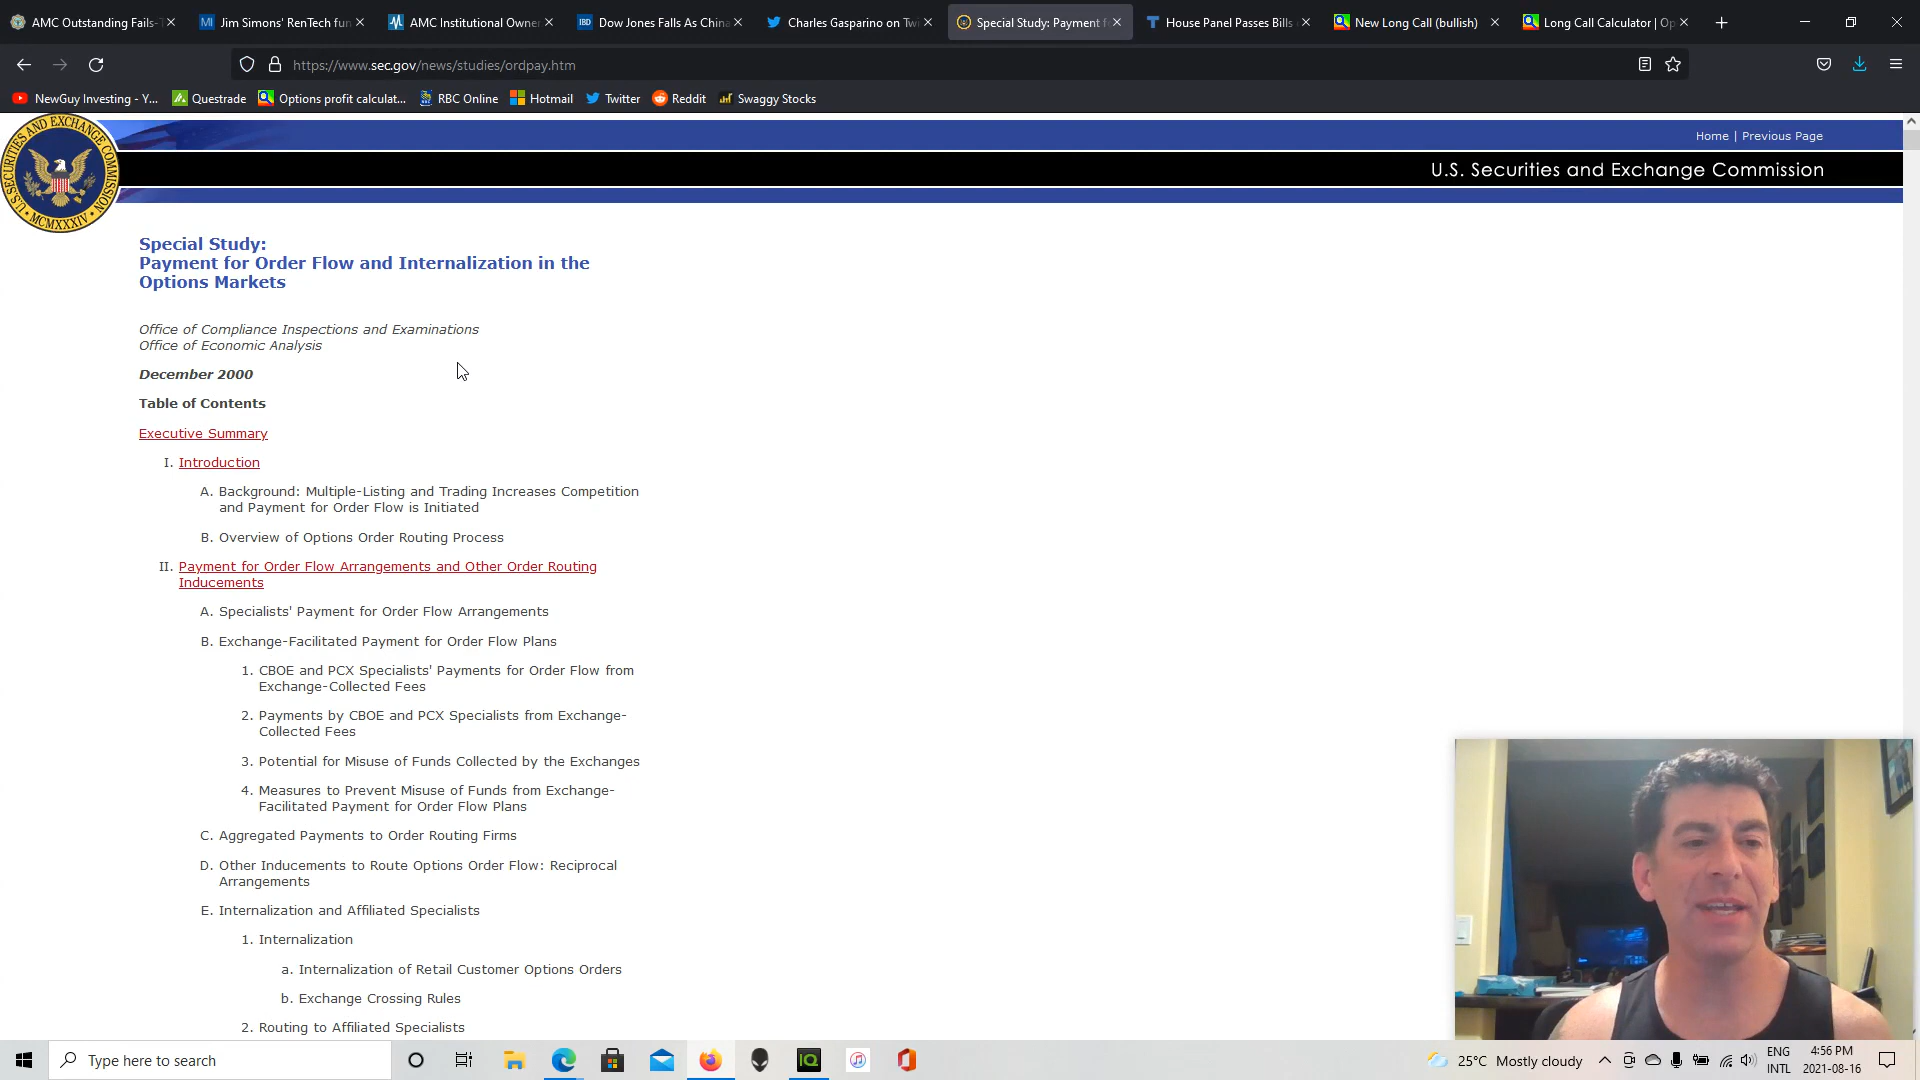 AMC Outstanding Fails-T
Jim Simons' RenTech fun
AMC Institutional Owne
Dow Jones Falls As China
Charles Gasparino on Twi
Special Study: Payment f
House Panel Passes Bills
New Long Call (bullish)
Long Call Calculator | Op
https://www.sec.gov/news/studies/ordpay.htm
NewGuy Investing - Y...
Questrade
Options profit calculat...
RBC Online
Hotmail
Twitter
Reddit
Swaggy Stocks
SECURITIES AND EXCHANGE COMMISSION
MCMXXXIV
Home | Previous Page
U.S. Securities and Exchange Commission
Special Study:
Payment for Order Flow and Internalization in the
Options Markets
Office of Compliance Inspections and Examinations
Office of Economic Analysis
December 2000
Table of Contents
Executive Summary
I. Introduction
A. Background: Multiple-Listing and Trading Increases Competition
and Payment for Order Flow is Initiated
B. Overview of Options Order Routing Process
II. Payment for Order Flow Arrangements and Other Order Routing
Inducements
A. Specialists' Payment for Order Flow Arrangements
B. Exchange-Facilitated Payment for Order Flow Plans
1. CBOE and PCX Specialists' Payments for Order Flow from
Exchange-Collected Fees
2. Payments by CBOE and PCX Specialists from Exchange-
Collected Fees
3. Potential for Misuse of Funds Collected by the Exchanges
4. Measures to Prevent Misuse of Funds from Exchange-
Facilitated Payment for Order Flow Plans
C. Aggregated Payments to Order Routing Firms
D. Other Inducements to Route Options Order Flow: Reciprocal
Arrangements
E. Internalization and Affiliated Specialists
1. Internalization
a. Internalization of Retail Customer Options Orders
b. Exchange Crossing Rules
2. Routing to Affiliated Specialists
Type here to search
IQ
25°C Mostly cloudy
ENG
INTL
4:56 PM
2021-08-16